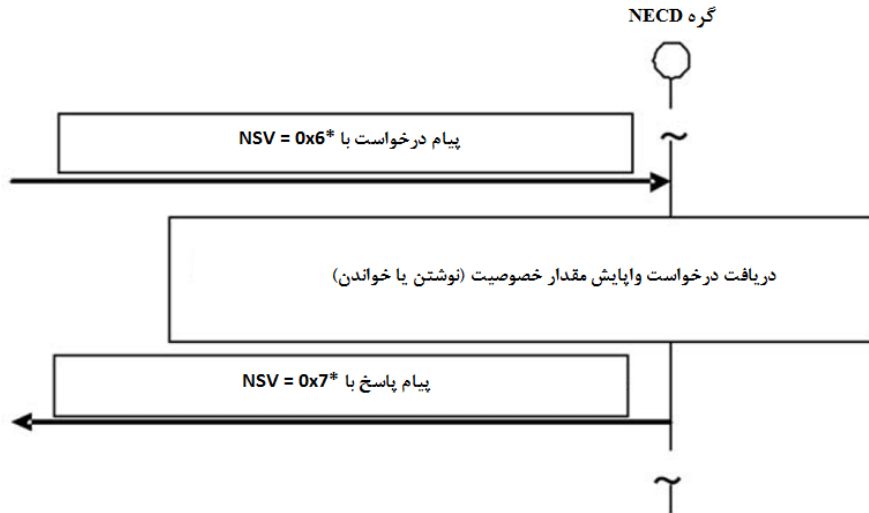 گره NECD
پیام درخواست با NSV = 0x6*
دریافت درخواست واپایش مقدار خصوصیت (نوشتن یا خواندن)
پیام پاسخ با NSV = 0x7*